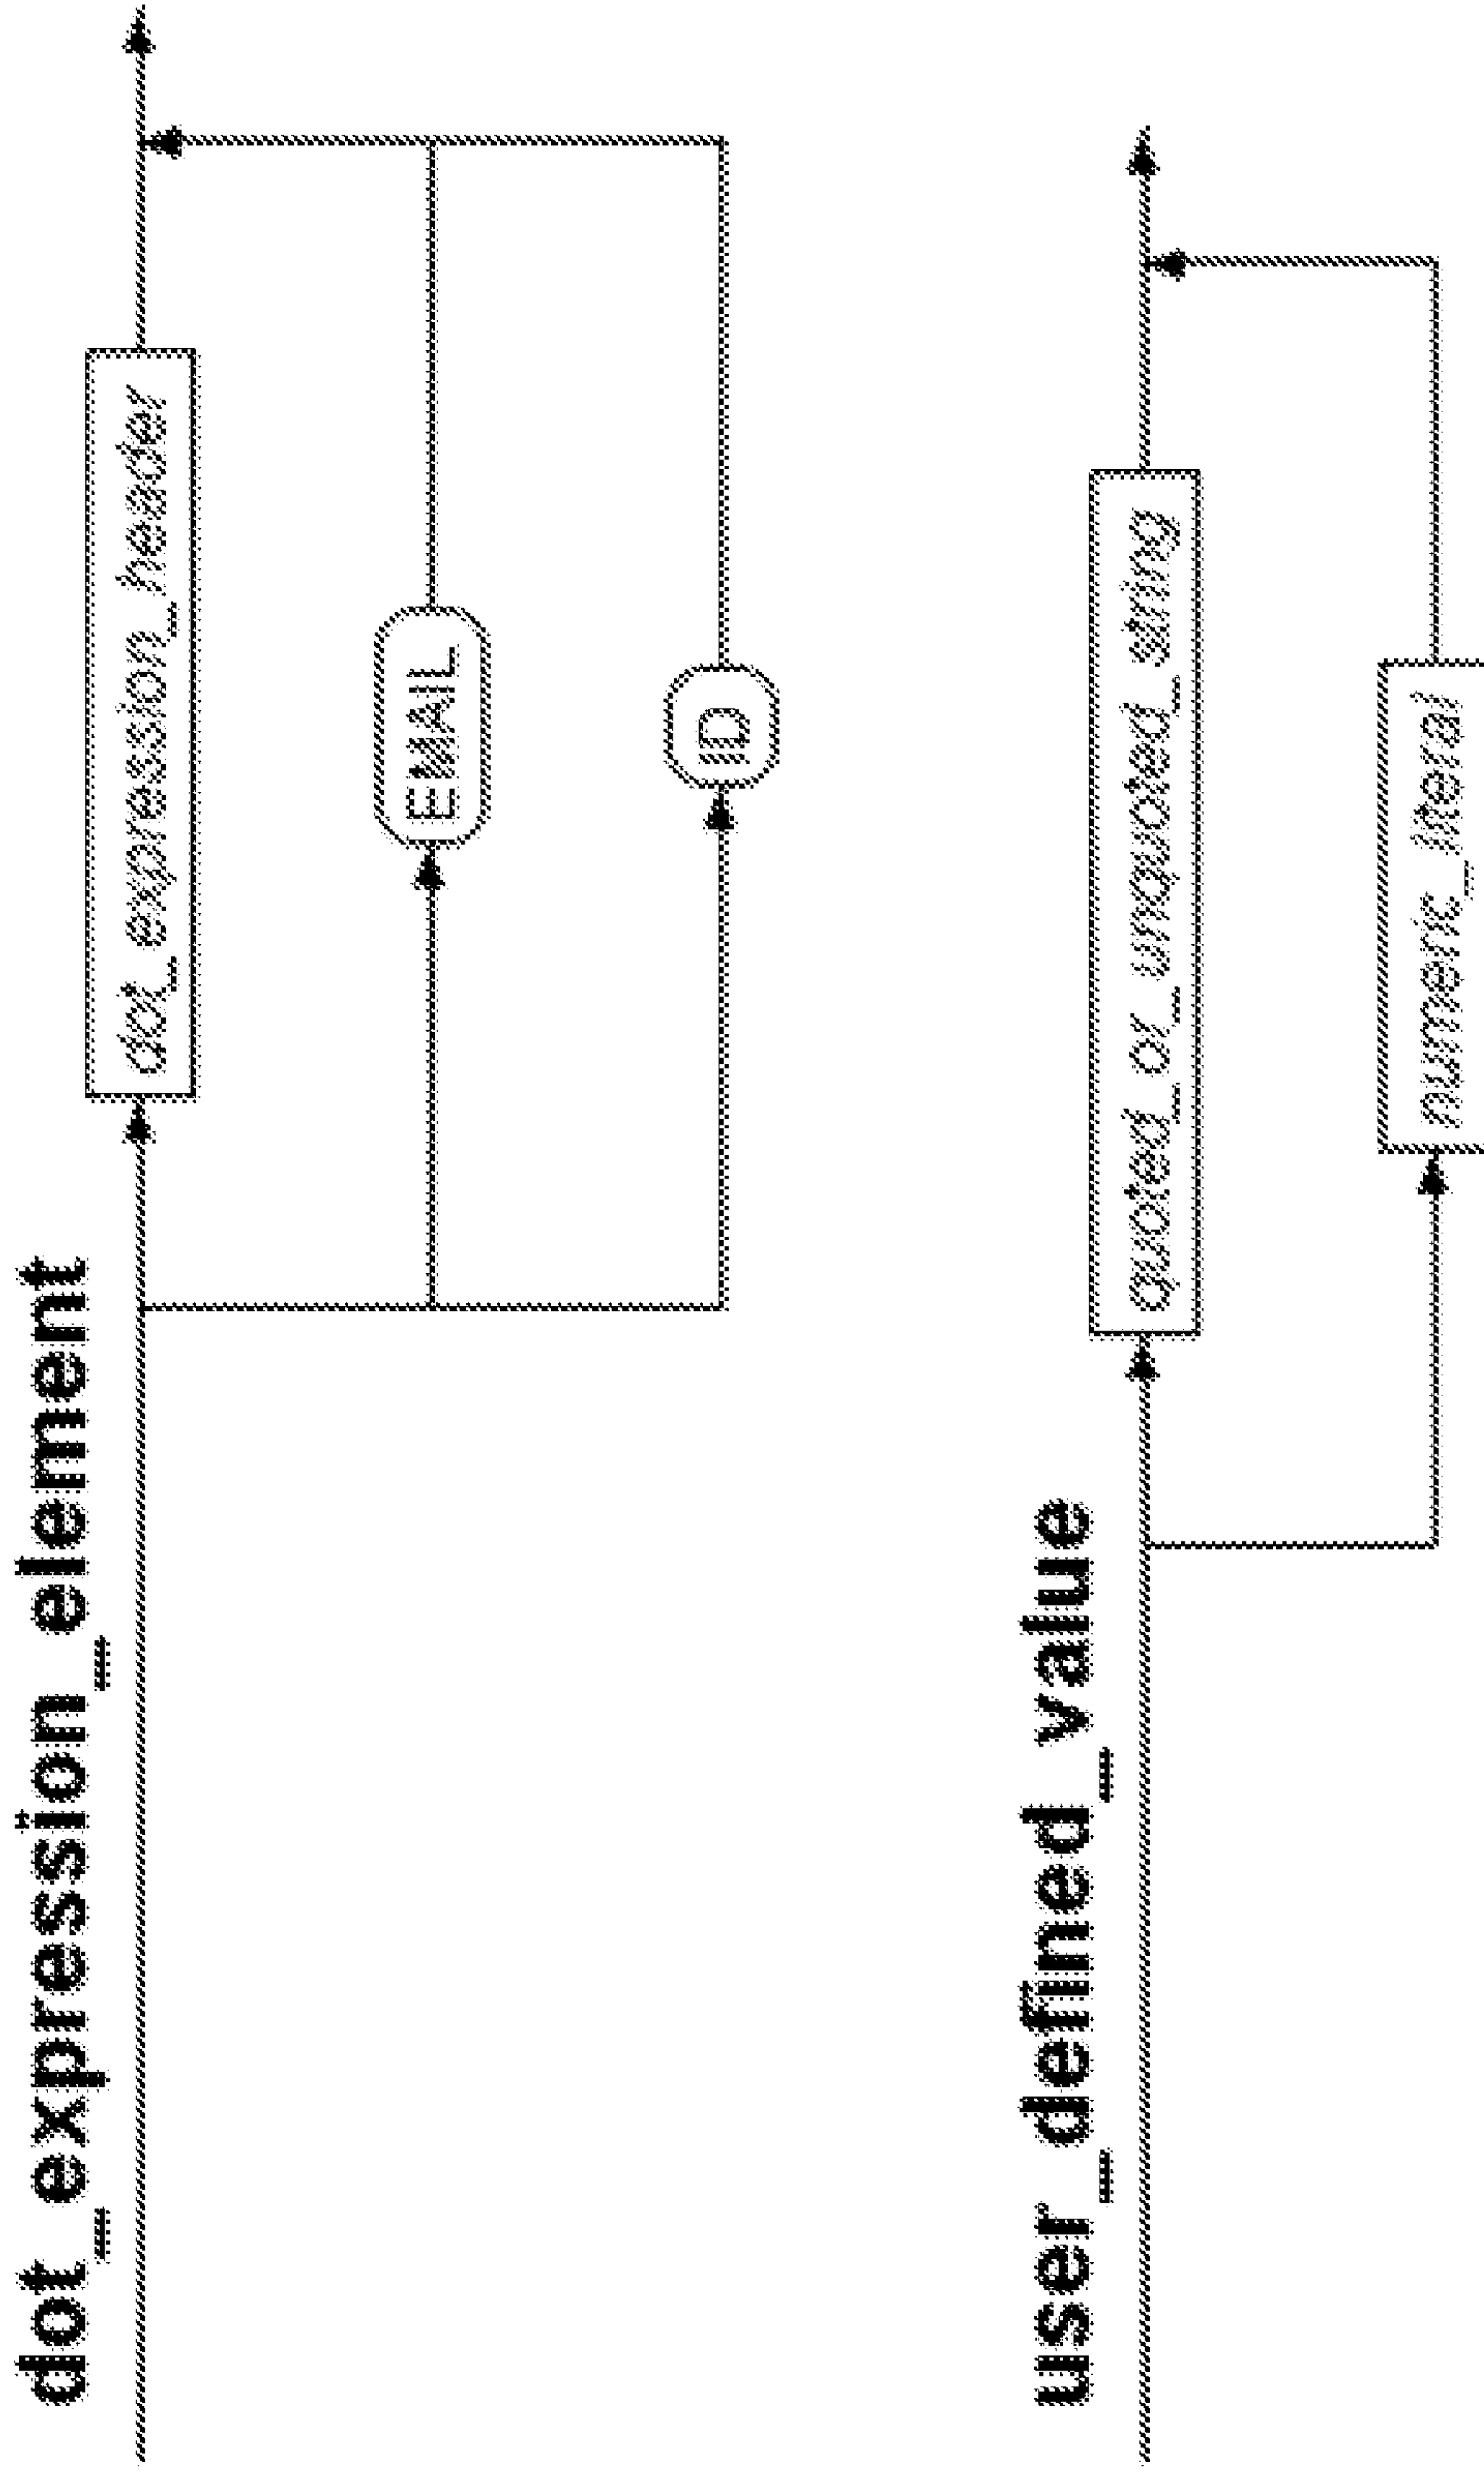 dot_expression_element
dot_expression_header
EMAIL
ID
user_defined_value
quoted_or_unquoted_string
numeric_literal